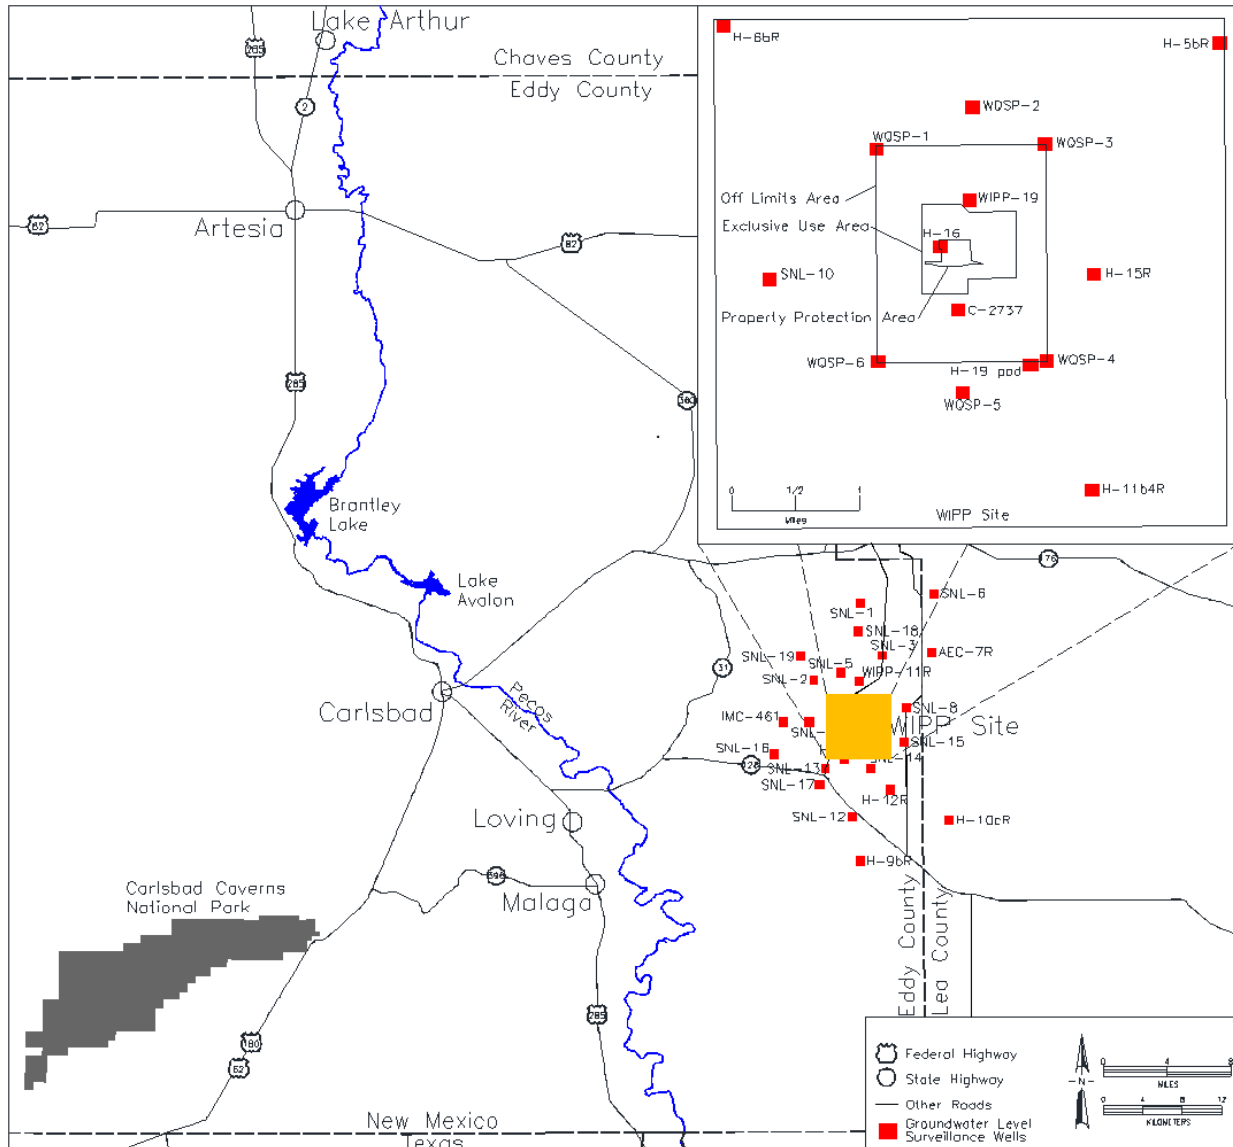 Lake Arthur
285
Chaves County
Eddy County
2
82
Artesia
82
285
360
Brantley
Lake
Lake
Avalon
Carlsbad
Pecos
River
31
Loving
Malaga
Carlsbad Caverns
National Park
285
180
62
New Mexico
Texas
H-6bR
H-5bR
WQSP-2
WQSP-1
WQSP-3
Off Limits Area
WIPP-19
Exclusive Use Area
H-16
SNL-10
H-15R
Property Protection Area
C-2737
WQSP-6
WQSP-4
H-19 pad
WQSP-5
H-11b4R
0 1/2 1
Miles
WIPP Site
176
SNL-6
SNL-1
SNL-18
SNL-3
SNL-19
AEC-7R
SNL-5
WIPP-11R
SNL-2
SNL-8
IMC-461
SNL-
WIPP Site
SNL-15
SNL-16
128
SNL-14
SNL-13
SNL-17
H-12R
SNL-12
H-10cR
H-9bR
Eddy County
Lea County
Federal Highway
State Highway
Other Roads
Groundwater Level
Surveillance Wells
-N-
0 4 8
MILES
0 4 8 12
KILOMETERS